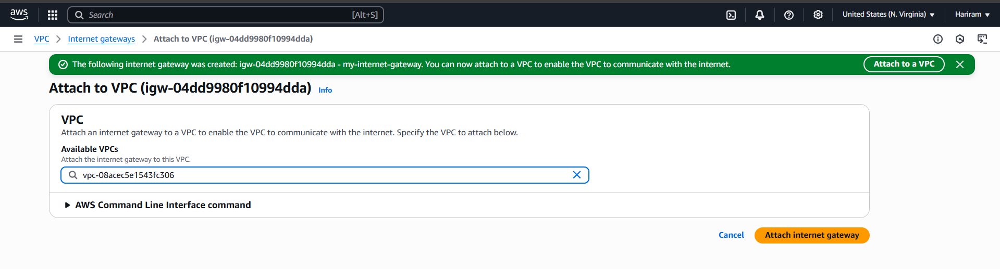 aws Search [Alt+S] United States (N. Virginia) Hariram
VPC Internet gateways Attach to VPC (igw-04dd9980f10994dda)
The following internet gateway was created: igw-04dd9980f10994dda - my-internet-gateway. You can now attach to a VPC to enable the VPC to communicate with the internet. Attach to a VPC
Attach to VPC (igw-04dd9980f10994dda) Info
VPC
Attach an internet gateway to a VPC to enable the VPC to communicate with the internet. Specify the VPC to attach below.
Available VPCs
Attach the internet gateway to this VPC.
vpc-08acec5e1543fc306
AWS Command Line Interface command
Cancel Attach internet gateway